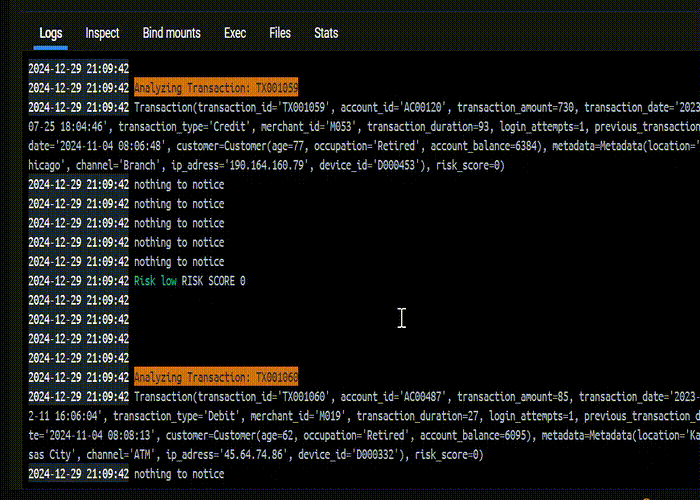 Logs Inspect Bind mounts Exec Files Stats
2024-12-29 21:09:42
2024-12-29 21:09:42 Analyzing Transaction: TX001059
2024-12-29 21:09:42 Transaction(transaction_id='TX001059', account_id='AC00120', transaction_amount=730, transaction_date='2023
07-25 18:04:46', transaction_type='Credit', merchant_id='M053', transaction_duration=93, login_attempts=1, previous_transaction
date='2024-11-04 08:06:48', customer=Customer(age=77, occupation='Retired', account_balance=6384), metadata=Metadata(location='
hicago', channel='Branch', ip_adress='190.164.160.79', device_id='D000453'), risk_score=0)
2024-12-29 21:09:42 nothing to notice
2024-12-29 21:09:42 nothing to notice
2024-12-29 21:09:42 nothing to notice
2024-12-29 21:09:42 nothing to notice
2024-12-29 21:09:42 nothing to notice
2024-12-29 21:09:42 Risk low RISK SCORE 0
2024-12-29 21:09:42
2024-12-29 21:09:42
2024-12-29 21:09:42
2024-12-29 21:09:42
2024-12-29 21:09:42 Analyzing Transaction: TX001060
2024-12-29 21:09:42 Transaction(transaction_id='TX001060', account_id='AC00487', transaction_amount=85, transaction_date='2023-
2-11 16:06:04', transaction_type='Debit', merchant_id='M019', transaction_duration=27, login_attempts=1, previous_transaction_d
te='2024-11-04 08:08:13', customer=Customer(age=62, occupation='Retired', account_balance=6095), metadata=Metadata(location='Ka
sas City', channel='ATM', ip_adress='45.64.74.86', device_id='D000332'), risk_score=0)
2024-12-29 21:09:42 nothing to notice